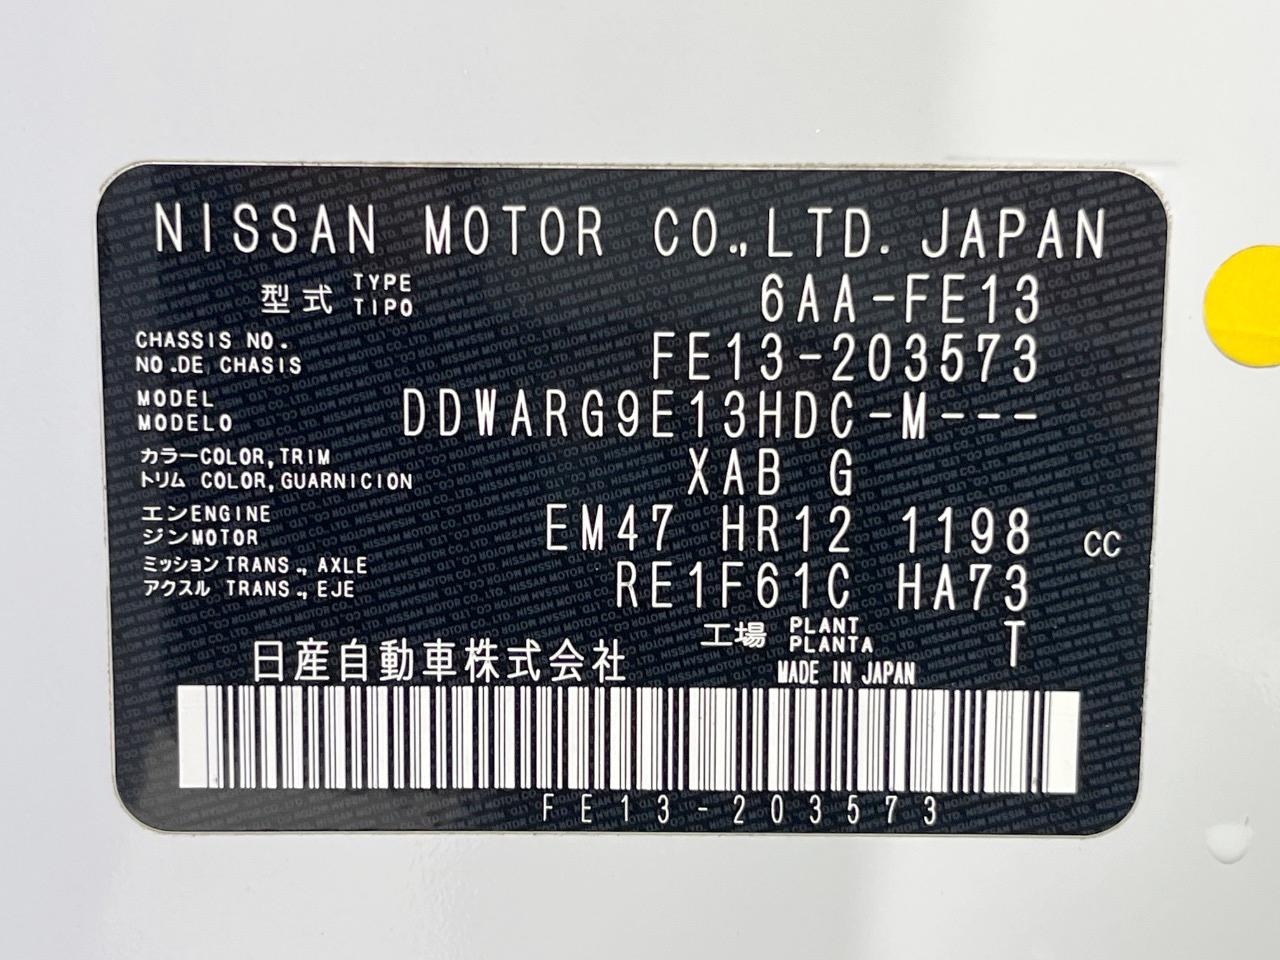 NISSAN MOTOR CO.,LTD. JAPAN
型式 TYPE 6AA-FE13
TIPO
CHASSIS NO. FE13-203573
NO.DE CHASIS
MODEL DDWARG9E13HDC-M---
MODELO
カラーCOLOR,TRIM XAB G
トリム COLOR,GUARNICION
エンENGINE EM47 HR12 1198 CC
ジンMOTOR
ミッションTRANS.,AXLE RE1F61C HA73
アクスル TRANS.,EJE
工場 PLANT T
PLANTA
日産自動車株式会社 MADE IN JAPAN
FE13-203573